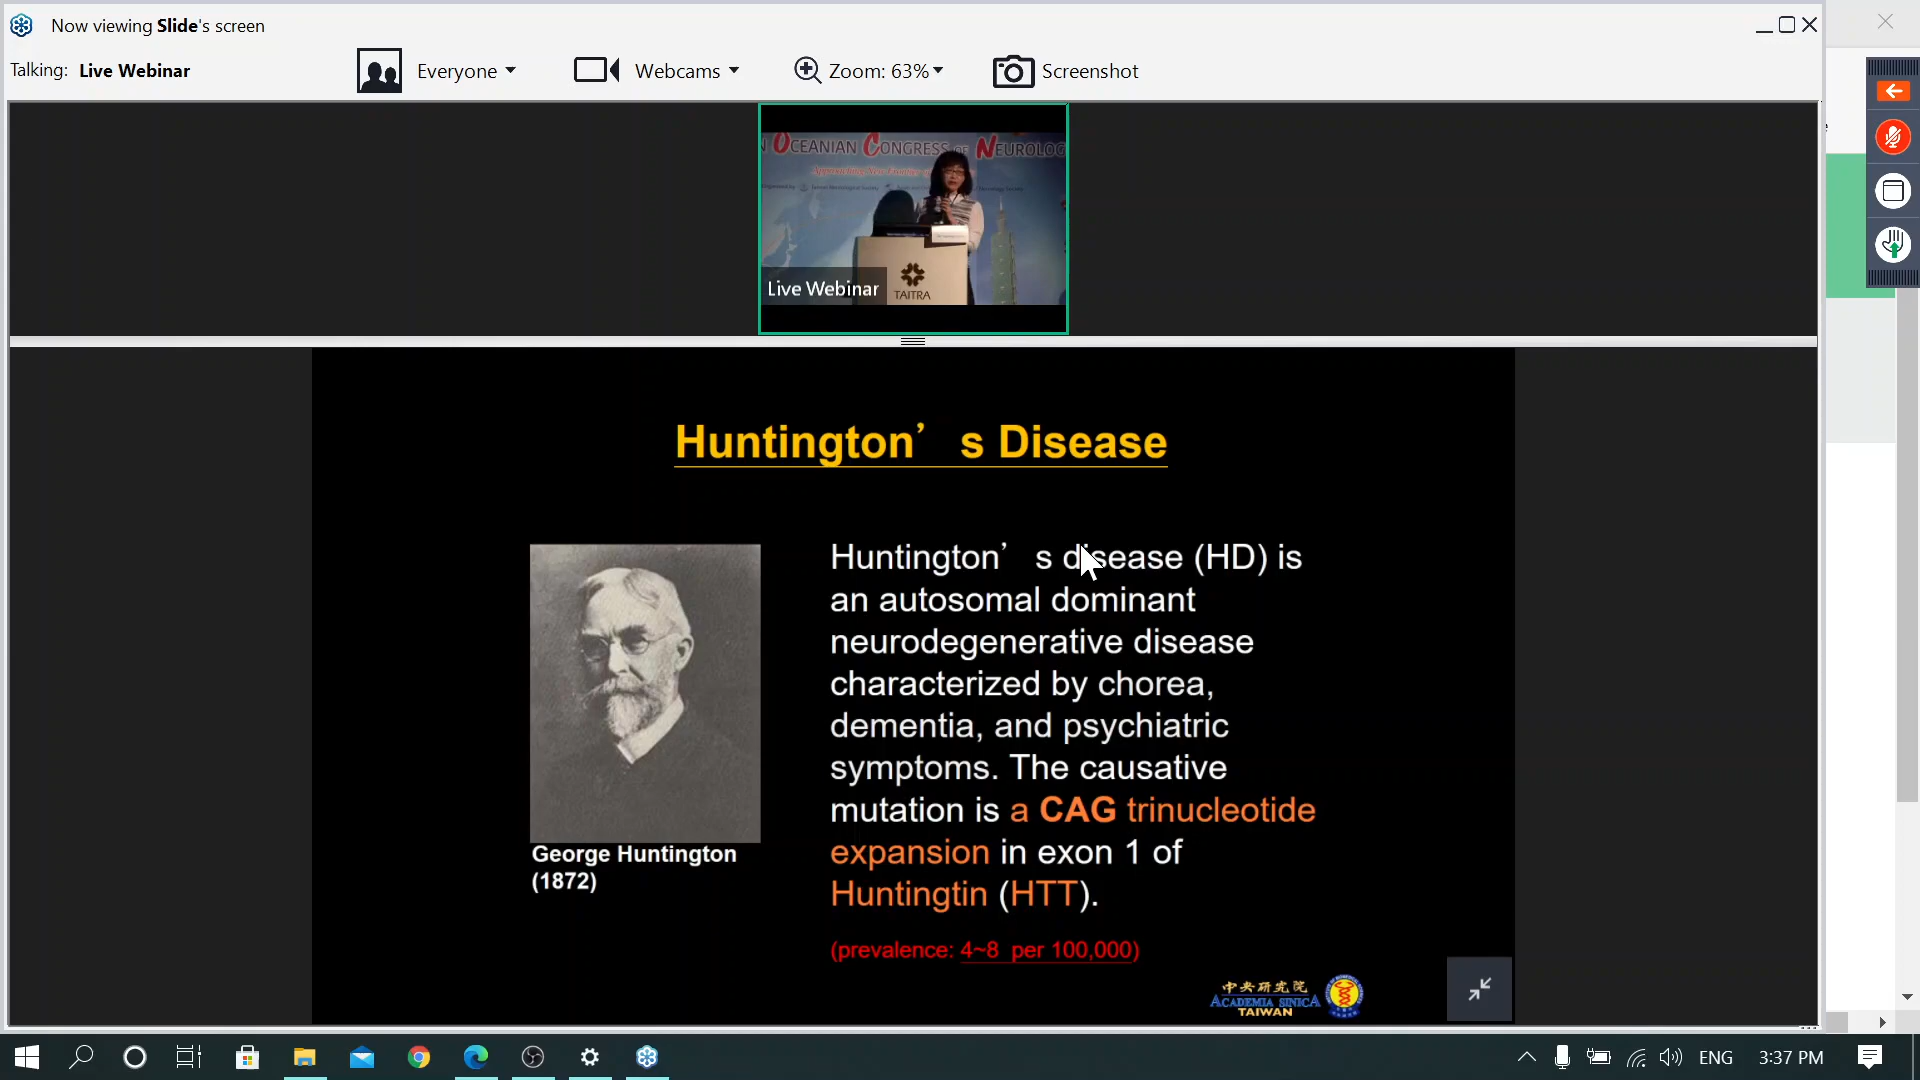 Now viewing Slide's screen
Talking: Live Webinar
Everyone
Webcams
Zoom: 63%
Screenshot
OCEANIAN CONGRESS OF NEUROLOG
Live Webinar
TAITRA
Huntington’ s Disease
Huntington’ s disease (HD) is
an autosomal dominant
neurodegenerative disease
characterized by chorea,
dementia, and psychiatric
symptoms. The causative
mutation is a CAG trinucleotide
expansion in exon 1 of
Huntingtin (HTT).
(prevalence: 4~8 per 100,000)
George Huntington
(1872)
中央研究院
ACADEMIA SINICA
TAIWAN
ENG
3:37 PM